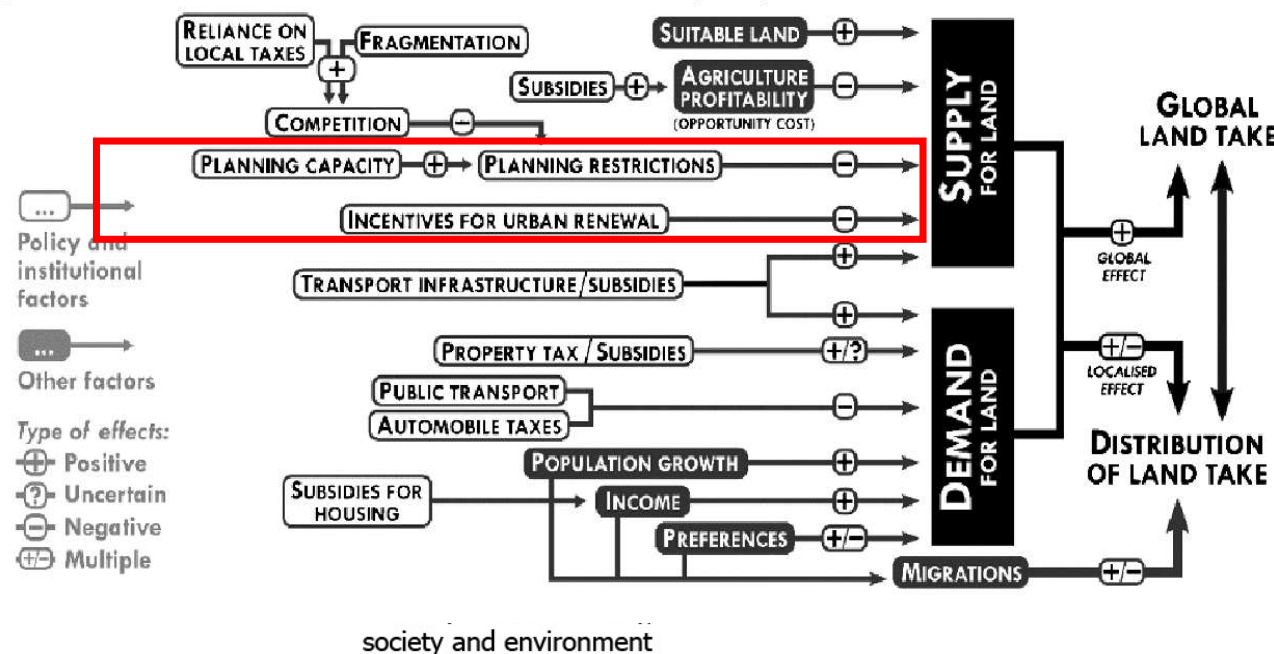 RELIANCE ON
LOCAL TAXES
FRAGMENTATION
+
SUITABLE LAND
+
SUBSIDIES
+
AGRICULTURE
PROFITABILITY
(OPPORTUNITY COST)
−
COMPETITION
−
PLANNING CAPACITY
+
PLANNING RESTRICTIONS
−
INCENTIVES FOR URBAN RENEWAL
−
TRANSPORT INFRASTRUCTURE/SUBSIDIES
+
+
PROPERTY TAX / SUBSIDIES
+/?
PUBLIC TRANSPORT
AUTOMOBILE TAXES
−
POPULATION GROWTH
+
SUBSIDIES FOR
HOUSING
INCOME
+
PREFERENCES
+/−
MIGRATIONS
+/−
SUPPLY
FOR LAND
DEMAND
FOR LAND
GLOBAL
LAND TAKE
+
GLOBAL
EFFECT
+/−
LOCALISED
EFFECT
DISTRIBUTION
OF LAND TAKE
...
Policy and
institutional
factors
...
Other factors
Type of effects:
+ Positive
? Uncertain
− Negative
+/− Multiple
society and environment